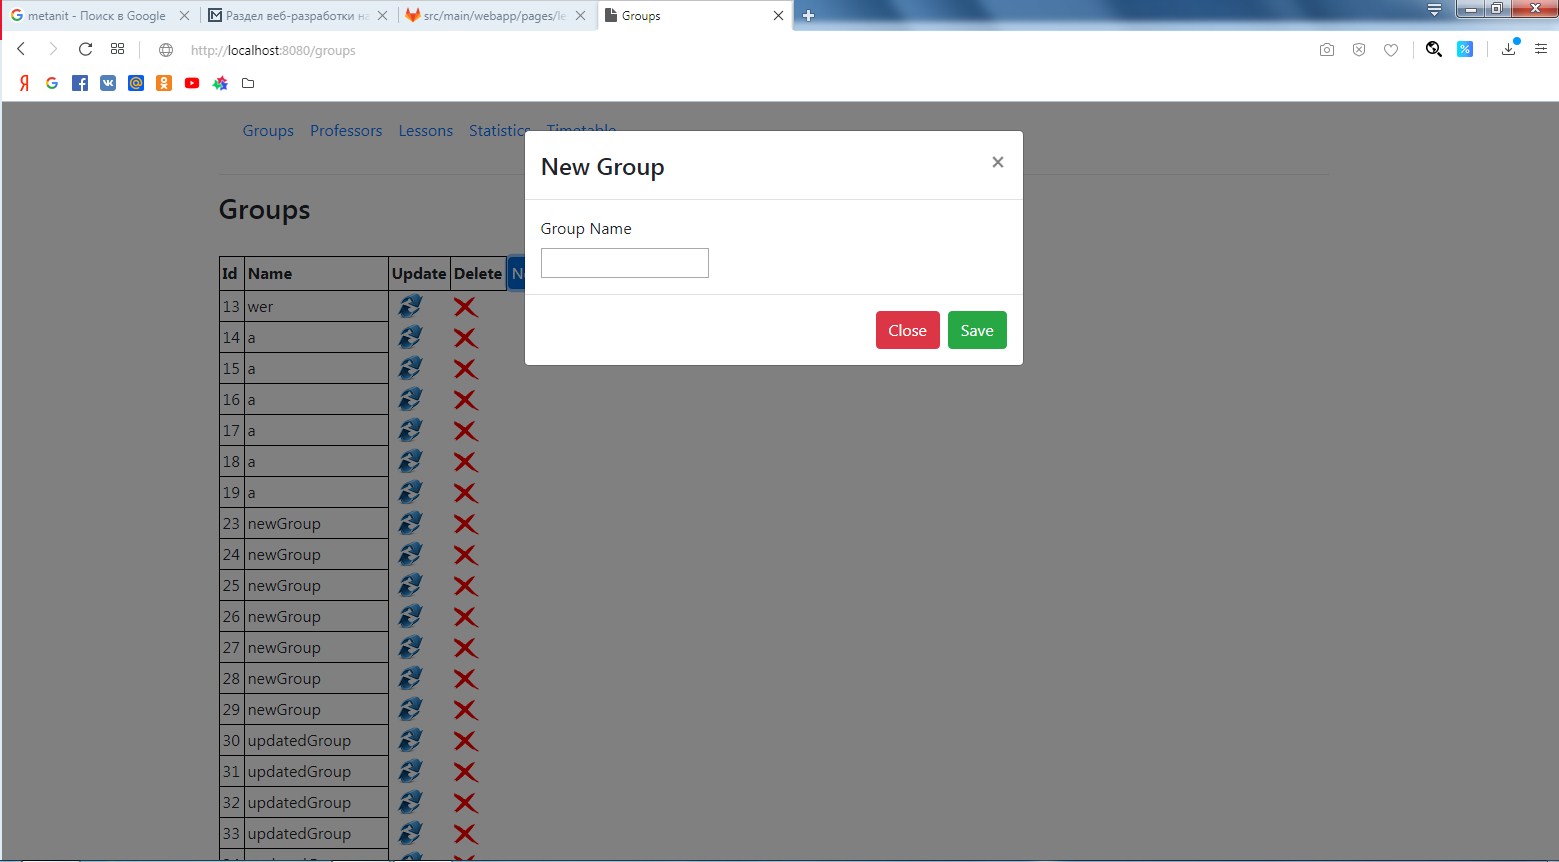 metanit - Поиск в Google
Раздел веб-разработки на
src/main/webapp/pages/le
Groups
http://localhost:8080/groups
Groups Professors Lessons Statistics Timetable
New Group
×
Groups
Group Name
Id Name Update Delete
Close Save
13 wer
14 a
15 a
16 a
17 a
18 a
19 a
23 newGroup
24 newGroup
25 newGroup
26 newGroup
27 newGroup
28 newGroup
29 newGroup
30 updatedGroup
31 updatedGroup
32 updatedGroup
33 updatedGroup